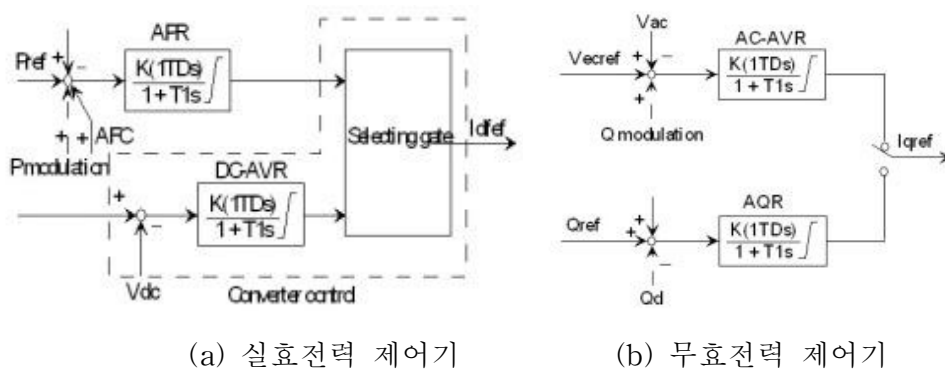 APR
Pref
K(1TDs)
1+T1s
AFC
P modulation
Selecting gate
Idref
DC-AVR
K(1TDs)
1+T1s
Vdc
Converter control
(a) 실효전력 제어기
Vac
AC-AVR
Vecref
K(1TDs)
1+T1s
Q modulation
Iqref
AQR
Qref
K(1TDs)
1+T1s
Qd
(b) 무효전력 제어기